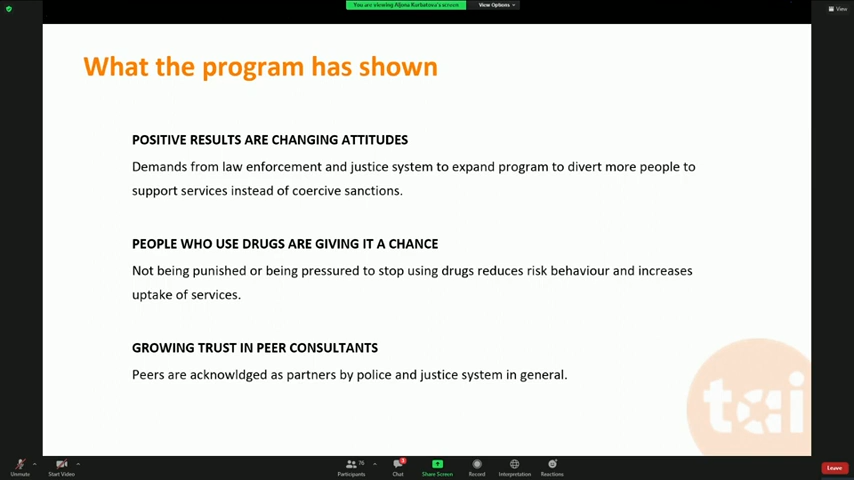 You are viewing Aljona Kurbatova's screen
View Options
View
What the program has shown
POSITIVE RESULTS ARE CHANGING ATTITUDES
Demands from law enforcement and justice system to expand program to divert more people to
support services instead of coercive sanctions.
PEOPLE WHO USE DRUGS ARE GIVING IT A CHANCE
Not being punished or being pressured to stop using drugs reduces risk behaviour and increases
uptake of services.
GROWING TRUST IN PEER CONSULTANTS
Peers are acknowldged as partners by police and justice system in general.
tai
Unmute
Start Video
Participants
76
Chat
Share Screen
Record
Interpretation
Reactions
Leave